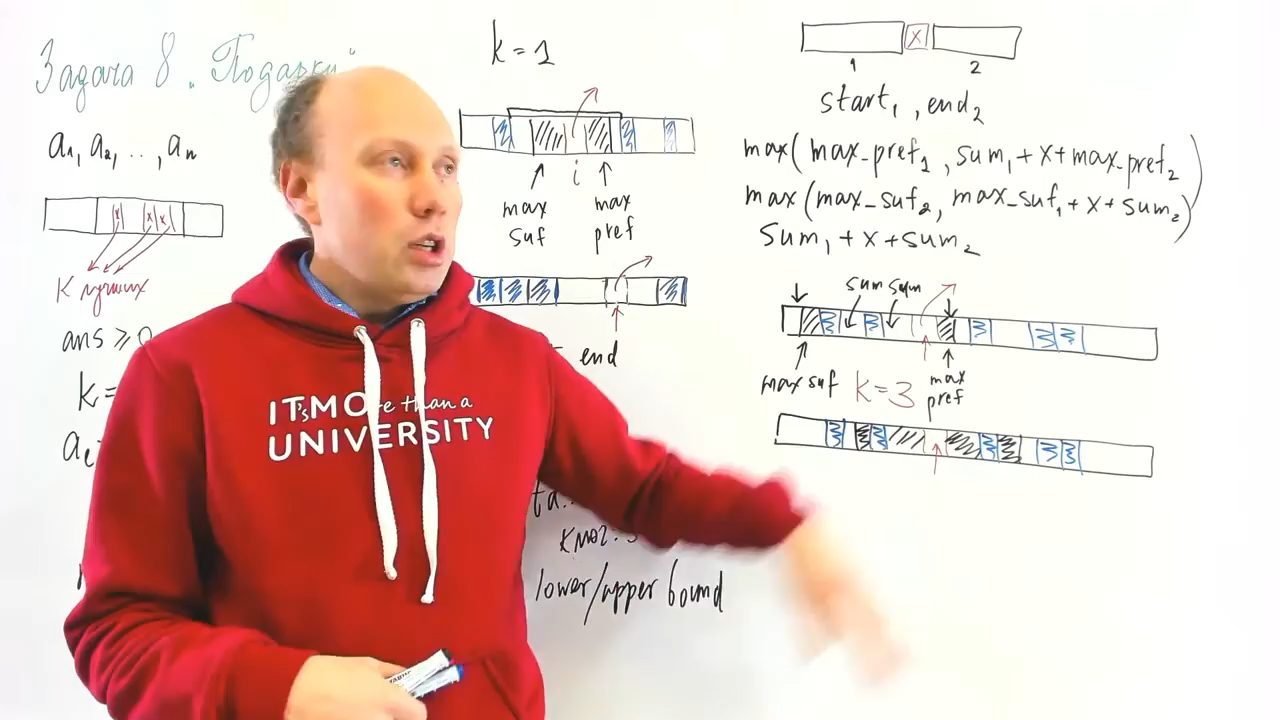 Задача 8 „Подарки"
a₁, a₂, . . , aₙ
x x x
K лучших
ans ⩾ 0
k=
k = 1
i
max suf
max pref
end
lower/upper bound
IT'sMOre than a
UNIVERSITY
x
1 2
start₁, end₂
max(max_pref₁, sum₁+x+max_pref₂)
max(max_suf₂, max_suf₁+x+sum₂)
sum₁+x+sum₂
sum sum
max suf
k=3
max pref